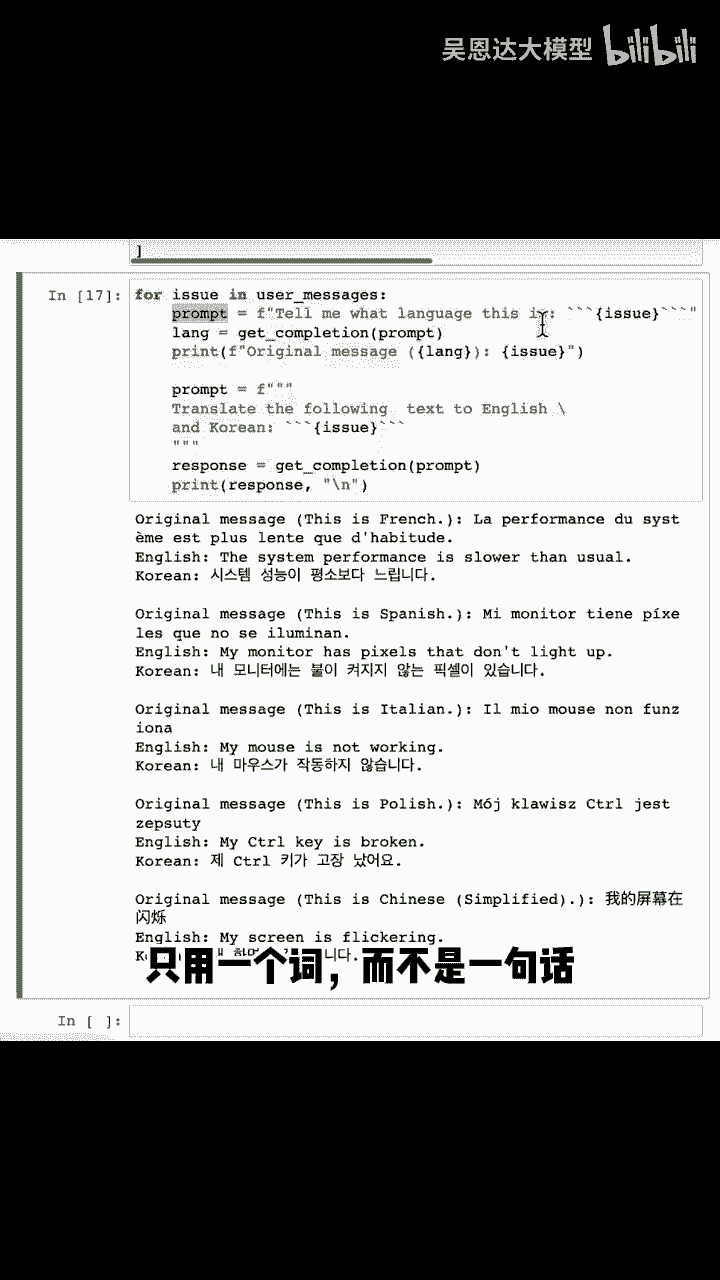 吴恩达大模型 bilibili
]
In [17]: for issue in user_messages:
prompt = f"Tell me what language this is: ```{issue}```"
lang = get_completion(prompt)
print(f"Original message ({lang}): {issue}")
prompt = f"""
Translate the following  text to English \
and Korean: ```{issue}```
"""
response = get_completion(prompt)
print(response, "\n")
Original message (This is French.): La performance du syst
ème est plus lente que d'habitude.
English: The system performance is slower than usual.
Korean: 시스템 성능이 평소보다 느립니다.
Original message (This is Spanish.): Mi monitor tiene píxe
les que no se iluminan.
English: My monitor has pixels that don't light up.
Korean: 내 모니터에는 불이 켜지지 않는 픽셀이 있습니다.
Original message (This is Italian.): Il mio mouse non funz
iona
English: My mouse is not working.
Korean: 내 마우스가 작동하지 않습니다.
Original message (This is Polish.): Mój klawisz Ctrl jest
zepsuty
English: My Ctrl key is broken.
Korean: 제 Ctrl 키가 고장 났어요.
Original message (This is Chinese (Simplified).): 我的屏幕在
闪烁
English: My screen is flickering.
只用一个词，而不是一句话
In [ ]: